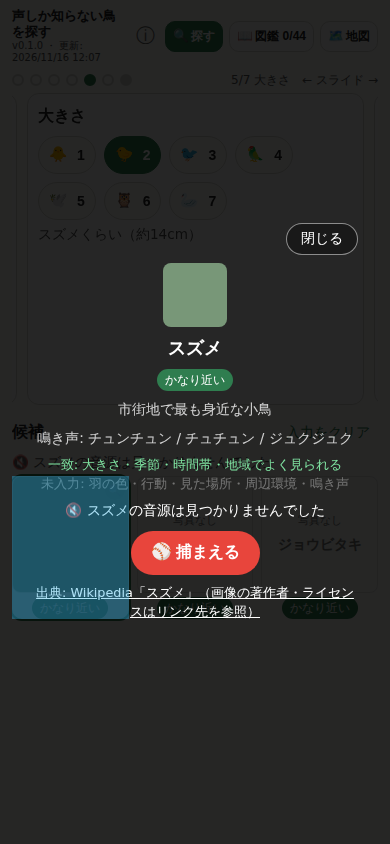 声しか知らない鳥
を探す
v0.1.0 · 更新:
2026/11/16 12:07
ⓘ
🔍 探す
📖 図鑑 0/44
🗺️ 地図
5/7 大きさ ← スライド →
大きさ
1
2
3
4
5
6
7
スズメくらい（約14cm）
閉じる
スズメ
かなり近い
市街地で最も身近な小鳥
候補
入力をクリア
鳴き声: チュンチュン / チュチュン / ジュクジュク
一致: 大きさ・季節・時間帯・地域でよく見られる
未入力: 羽の色・行動・見た場所・周辺環境・鳴き声
🔇 スズメの音源は見つかりませんでした
写真なし
ジョウビタキ
⚾ 捕まえる
出典: Wikipedia「スズメ」（画像の著作者・ライセン
スはリンク先を参照）
かなり近い
かなり近い